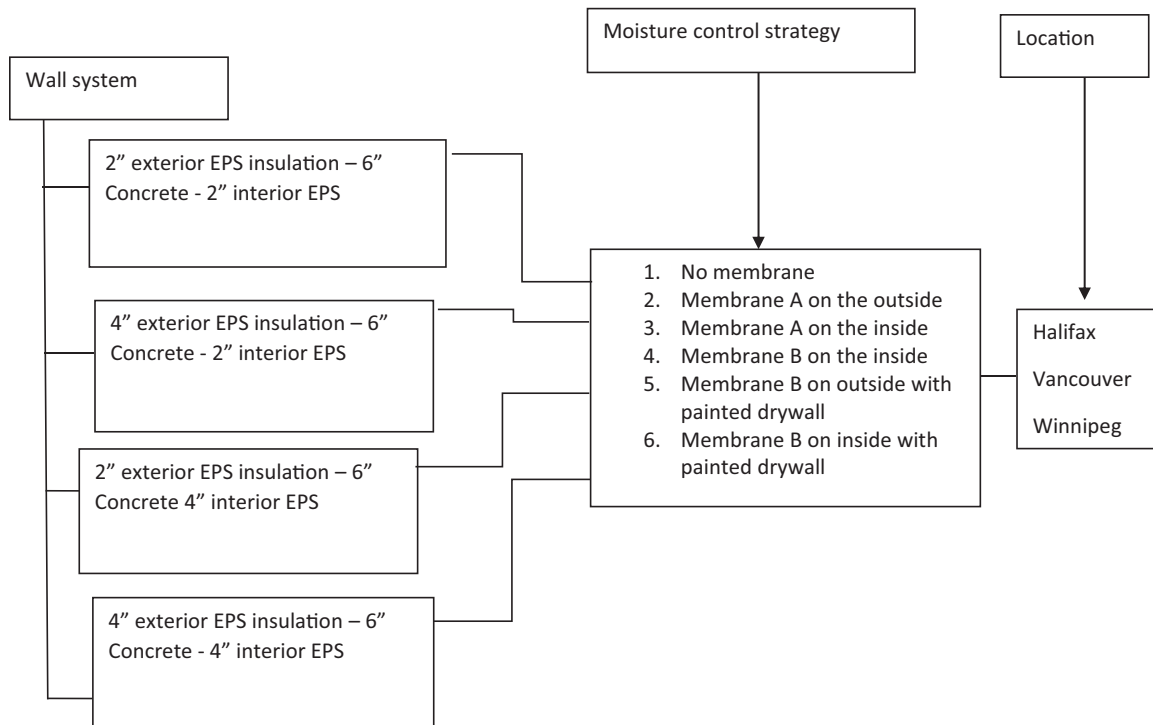 Moisture control strategy
Location
Wall system
2” exterior EPS insulation – 6”
Concrete - 2” interior EPS
4” exterior EPS insulation – 6”
Concrete - 2” interior EPS
2” exterior EPS insulation – 6”
Concrete 4” interior EPS
4” exterior EPS insulation – 6”
Concrete - 4” interior EPS
1. No membrane
2. Membrane A on the outside
3. Membrane A on the inside
4. Membrane B on the inside
5. Membrane B on outside with
painted drywall
6. Membrane B on inside with
painted drywall
Halifax
Vancouver
Winnipeg